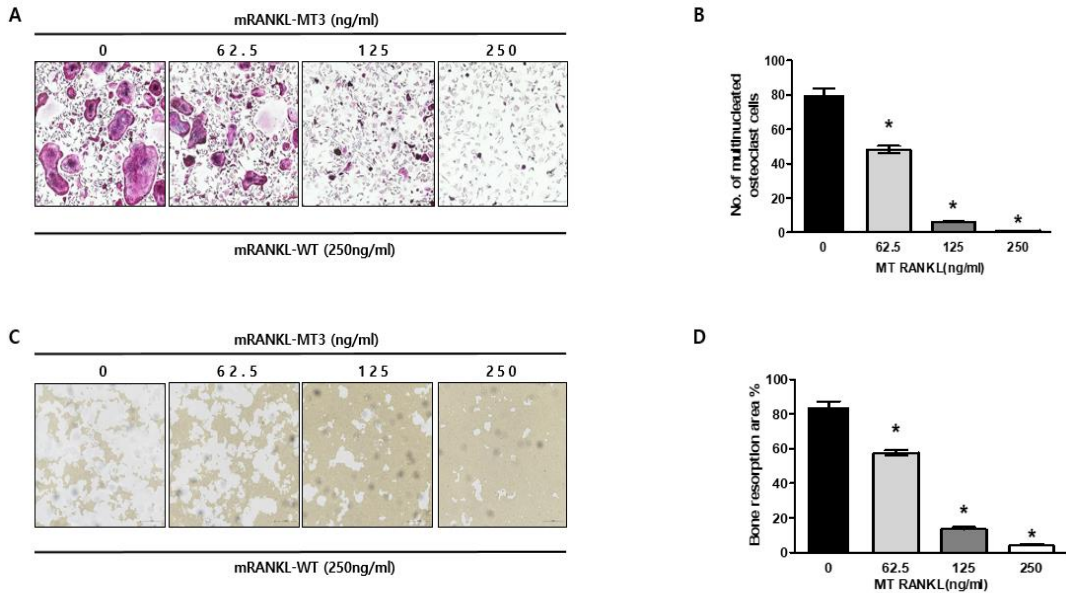 A
mRANKL-MT3 (ng/ml)
0 62.5 125 250
mRANKL-WT (250ng/ml)
B
No. of multinucleated
osteoclast cells
100
80
60
40
20
0
*
*
*
0 62.5 125 250
MT RANKL(ng/ml)
C
mRANKL-MT3 (ng/ml)
0 62.5 125 250
mRANKL-WT (250ng/ml)
D
Bone resorption area %
100
80
60
40
20
0
*
*
*
0 62.5 125 250
MT RANKL(ng/ml)